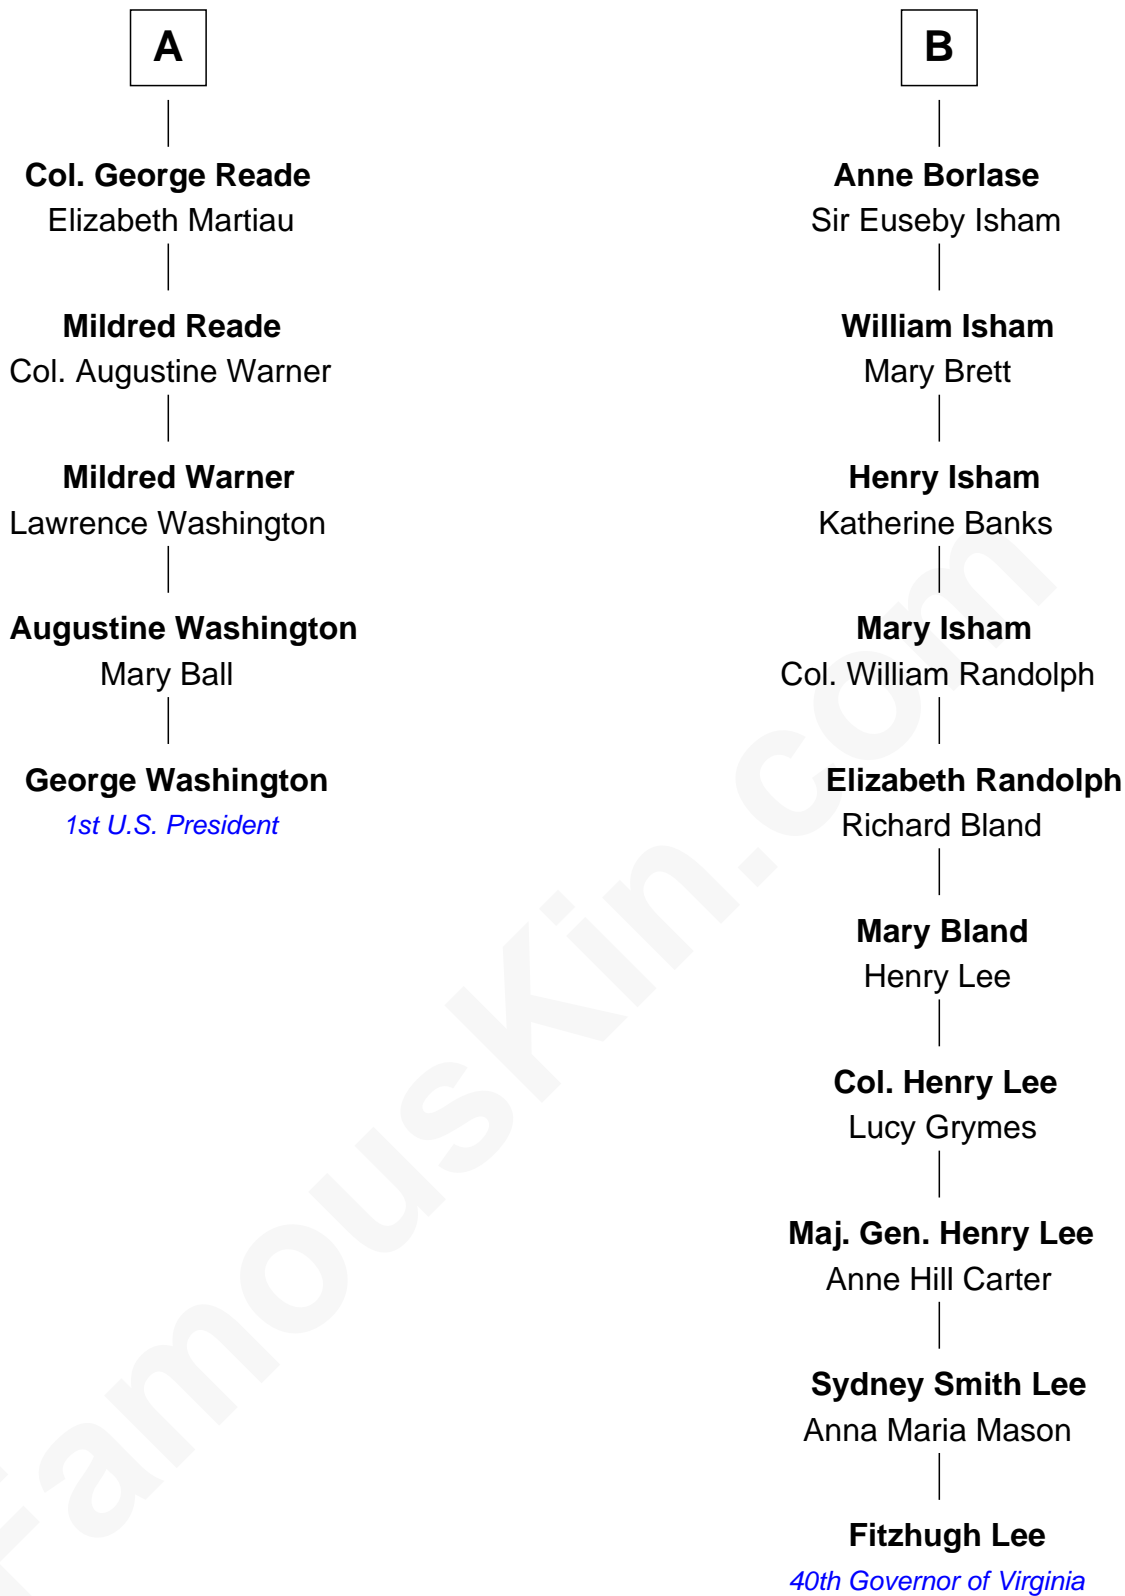 A
Col. George Reade
Elizabeth Martiau
Mildred Reade
Col. Augustine Warner
Mildred Warner
Lawrence Washington
Augustine Washington
Mary Ball
George Washington
1st U.S. President
B
Anne Borlase
Sir Euseby Isham
William Isham
Mary Brett
Henry Isham
Katherine Banks
Mary Isham
Col. William Randolph
Elizabeth Randolph
Richard Bland
Mary Bland
Henry Lee
Col. Henry Lee
Lucy Grymes
Maj. Gen. Henry Lee
Anne Hill Carter
Sydney Smith Lee
Anna Maria Mason
Fitzhugh Lee
40th Governor of Virginia
FamousKin.com